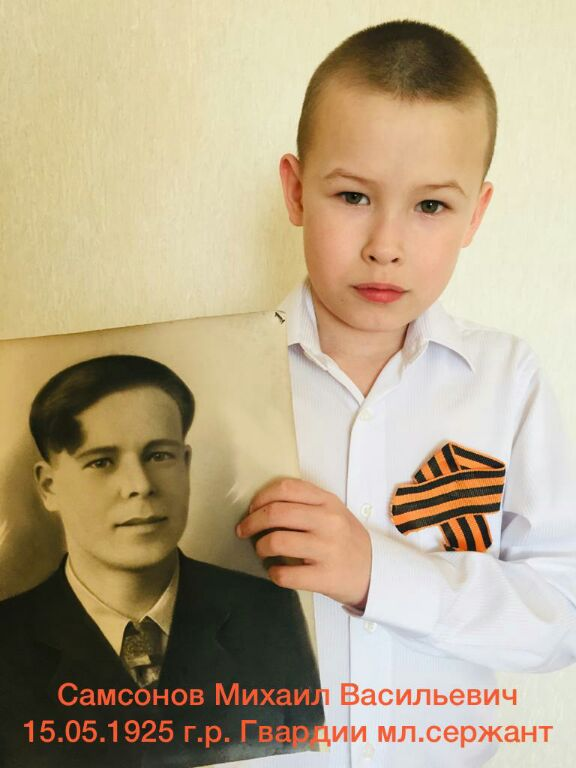 Самсонов Михаил Васильевич
15.05.1925 г.р. Гвардии мл.сержант